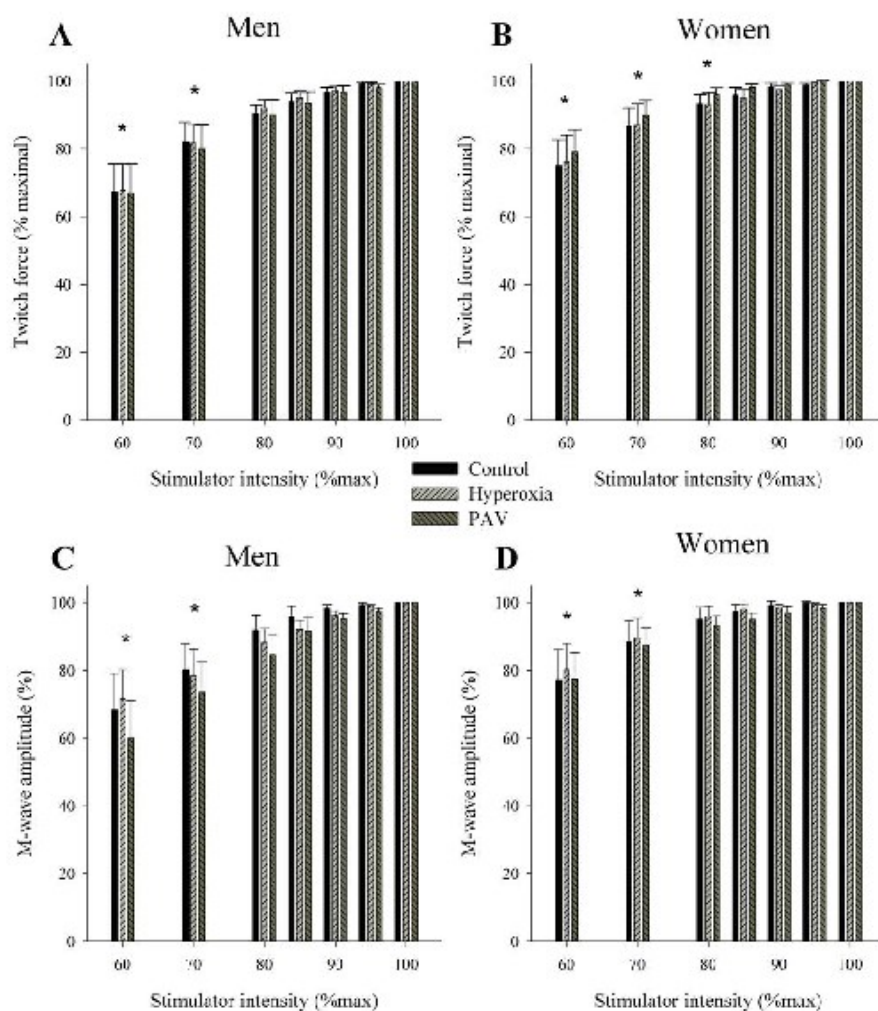 A
Men
B
Women
*
*
*
*
*
100
80
60
40
20
0
Twitch force (% maximal)
100
80
60
40
20
0
Twitch force (% maximal)
60 70 80 90 100
60 70 80 90 100
Stimulator intensity (%max)
Stimulator intensity (%max)
Control
Hyperoxia
PAV
C
Men
D
Women
*
*
*
*
100
80
60
40
20
0
M-wave amplitude (%)
100
80
60
40
20
0
M-wave amplitude (%)
60 70 80 90 100
60 70 80 90 100
Stimulator intensity (%max)
Stimulator intensity (%max)